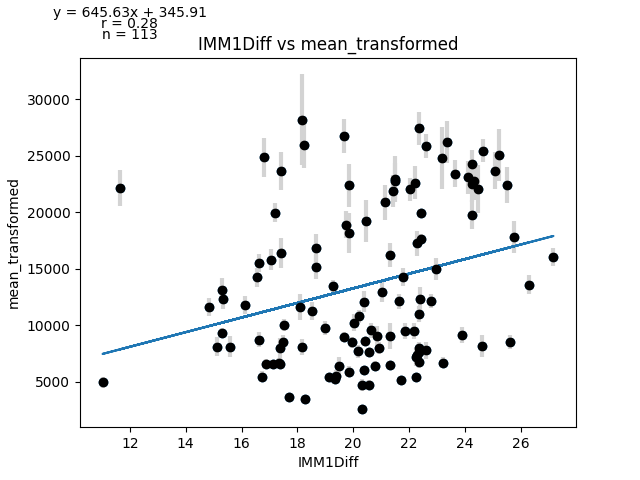 y = 645.63x + 345.91
r = 0.28
n = 113
IMM1Diff vs mean_transformed
30000
25000
20000
15000
10000
5000
mean_transformed
12 14 16 18 20 22 24 26
IMM1Diff